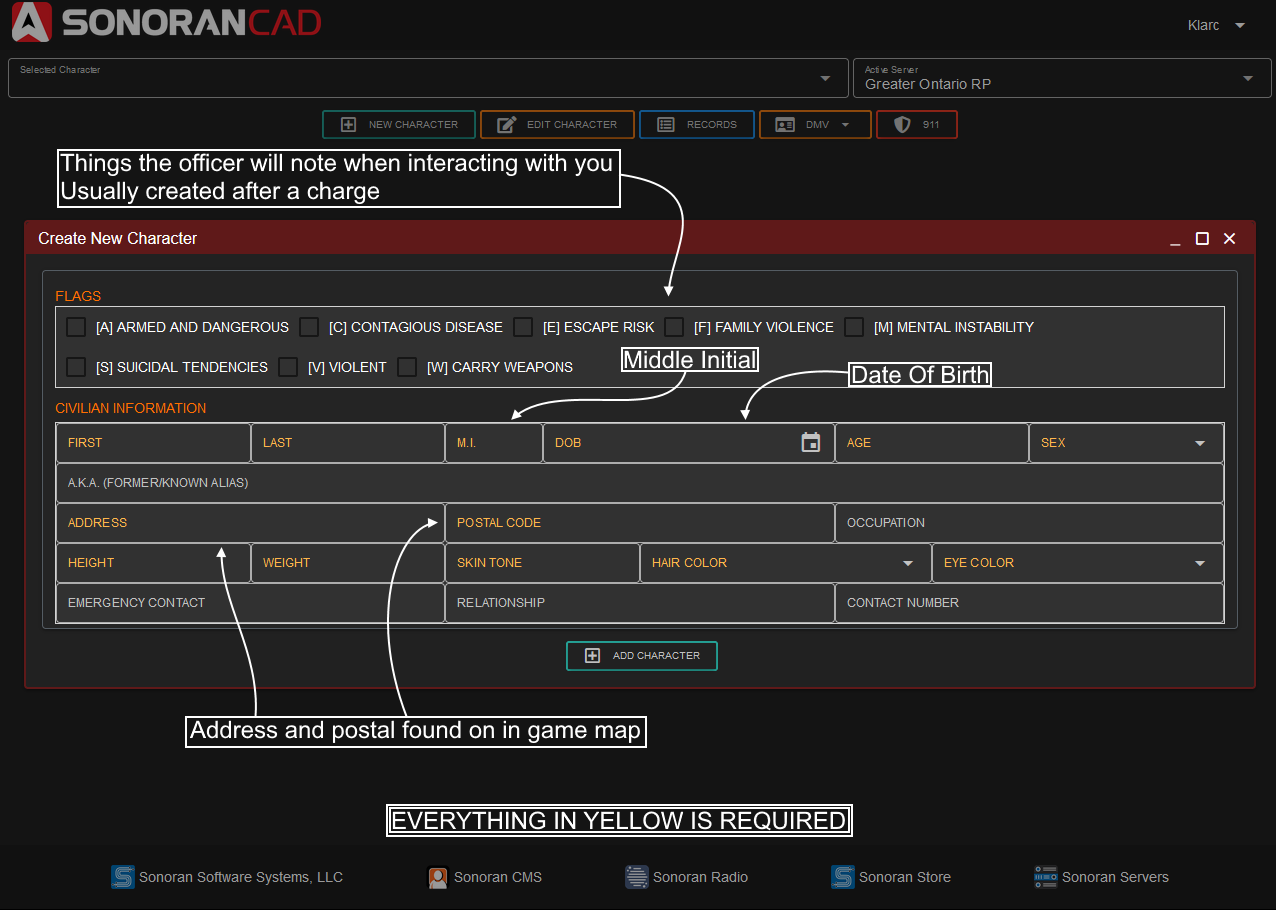 SONORANCAD
Klarc
Selected Character
Active Server
Greater Ontario RP
NEW CHARACTER
EDIT CHARACTER
RECORDS
DMV
911
Things the officer will note when interacting with you
Usually created after a charge
Create New Character
FLAGS
[A] ARMED AND DANGEROUS [C] CONTAGIOUS DISEASE [E] ESCAPE RISK [F] FAMILY VIOLENCE [M] MENTAL INSTABILITY
[S] SUICIDAL TENDENCIES [V] VIOLENT [W] CARRY WEAPONS
Middle Initial
Date Of Birth
CIVILIAN INFORMATION
FIRST LAST M.I. DOB AGE SEX
A.K.A. (FORMER/KNOWN ALIAS)
ADDRESS POSTAL CODE OCCUPATION
HEIGHT WEIGHT SKIN TONE HAIR COLOR EYE COLOR
EMERGENCY CONTACT RELATIONSHIP CONTACT NUMBER
ADD CHARACTER
Address and postal found on in game map
EVERYTHING IN YELLOW IS REQUIRED
Sonoran Software Systems, LLC Sonoran CMS Sonoran Radio Sonoran Store Sonoran Servers